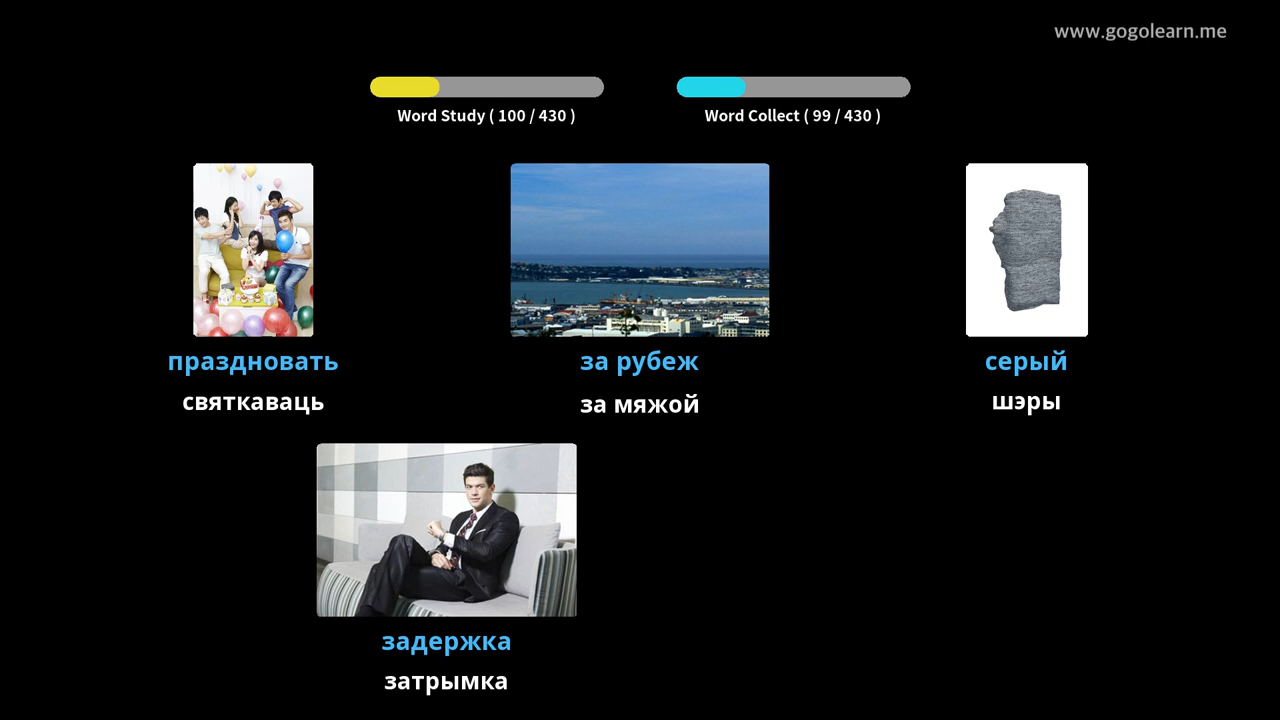 www.gogolearn.me
Word Study ( 100 / 430 )
Word Collect ( 99 / 430 )
праздновать
святкаваць
за рубеж
за мяжой
серый
шэры
задержка
затрымка